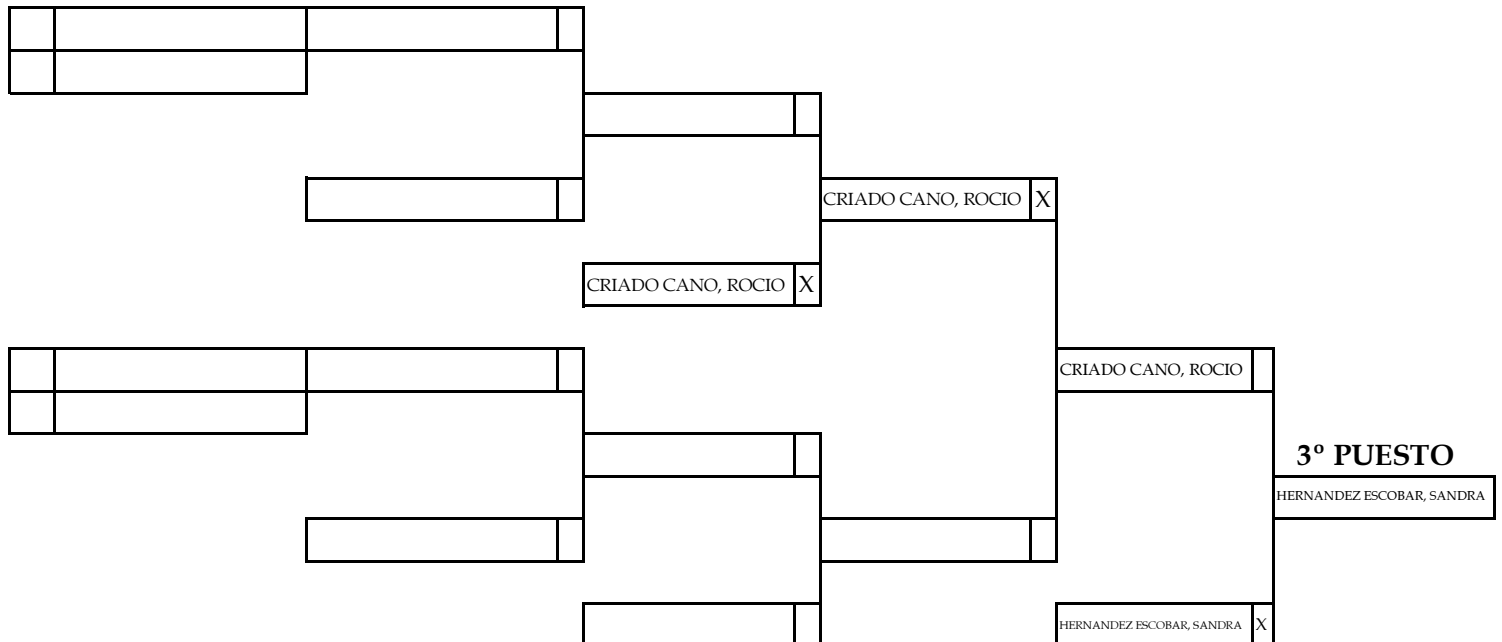 CRIADO CANO, ROCIO X
CRIADO CANO, ROCIO X
CRIADO CANO, ROCIO
3º PUESTO
HERNANDEZ ESCOBAR, SANDRA
HERNANDEZ ESCOBAR, SANDRA X